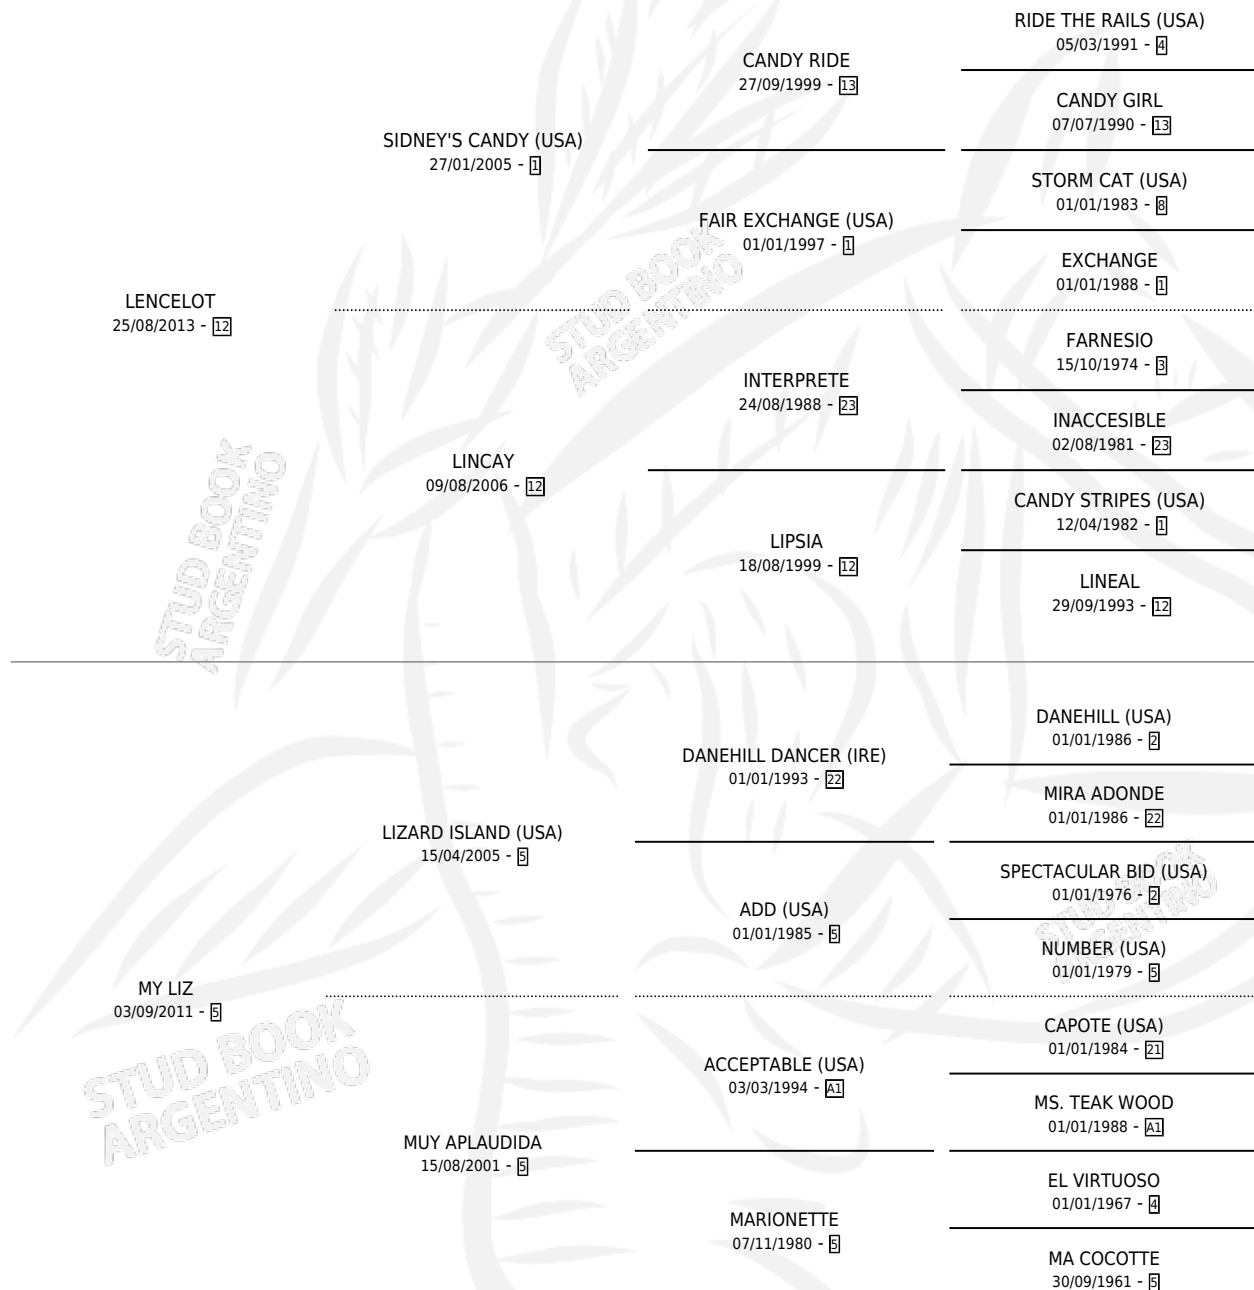 RIDE THE RAILS (USA)
05/03/1991 - 4
CANDY RIDE
27/09/1999 - 13
CANDY GIRL
07/07/1990 - 13
SIDNEY'S CANDY (USA)
27/01/2005 - 1
STORM CAT (USA)
01/01/1983 - 8
FAIR EXCHANGE (USA)
01/01/1997 - 1
EXCHANGE
01/01/1988 - 1
LENCELOT
25/08/2013 - 12
FARNESIO
15/10/1974 - 3
INTERPRETE
24/08/1988 - 23
INACCESIBLE
02/08/1981 - 23
LINCAY
09/08/2006 - 12
CANDY STRIPES (USA)
12/04/1982 - 1
LIPSIA
18/08/1999 - 12
LINEAL
29/09/1993 - 12
DANEHILL (USA)
01/01/1986 - 2
DANEHILL DANCER (IRE)
01/01/1993 - 22
MIRA ADONDE
01/01/1986 - 22
LIZARD ISLAND (USA)
15/04/2005 - 5
SPECTACULAR BID (USA)
01/01/1976 - 2
ADD (USA)
01/01/1985 - 5
NUMBER (USA)
01/01/1979 - 5
MY LIZ
03/09/2011 - 5
CAPOTE (USA)
01/01/1984 - 21
ACCEPTABLE (USA)
03/03/1994 - A1
MS. TEAK WOOD
01/01/1988 - A1
MUY APLAUDIDA
15/08/2001 - 5
EL VIRTUOSO
01/01/1967 - 4
MARIONETTE
07/11/1980 - 5
MA COCOTTE
30/09/1961 - 5
STUD BOOK
ARGENTINO
STUD BOOK
ARGENTINO
STUD BOOK
ARGENTINO
STUD BOOK
ARGENTINO